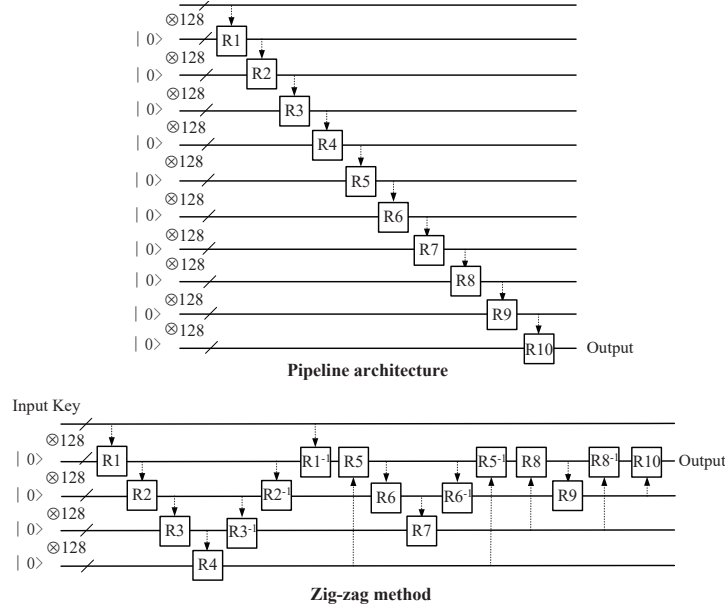 ⊗128
R1
| 0⟩
⊗128
R2
| 0⟩
⊗128
R3
| 0⟩
⊗128
R4
| 0⟩
⊗128
R5
| 0⟩
⊗128
R6
| 0⟩
⊗128
R7
| 0⟩
⊗128
R8
| 0⟩
⊗128
R9
| 0⟩
⊗128
| 0⟩ R10 Output
Pipeline architecture
Input Key
⊗128
| 0⟩ R1 R1⁻¹ R5 R5⁻¹ R8 R8⁻¹ R10 Output
⊗128
| 0⟩ R2 R2⁻¹ R6 R6⁻¹ R9
⊗128
| 0⟩ R3 R3⁻¹ R7
⊗128
| 0⟩ R4
Zig-zag method